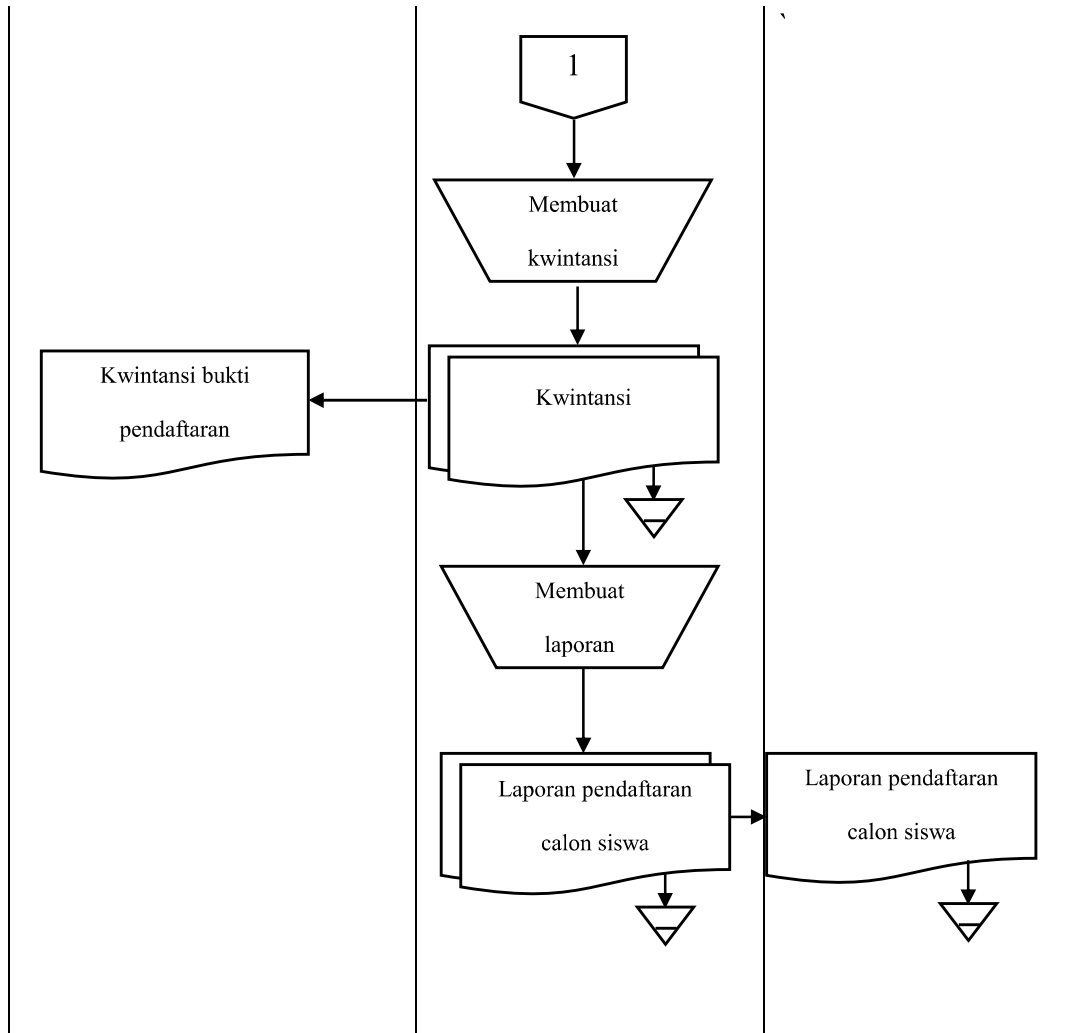 `
1
Membuat
kwintansi
Kwintansi bukti
pendaftaran
Kwintansi
Membuat
laporan
Laporan pendaftaran
calon siswa
Laporan pendaftaran
calon siswa